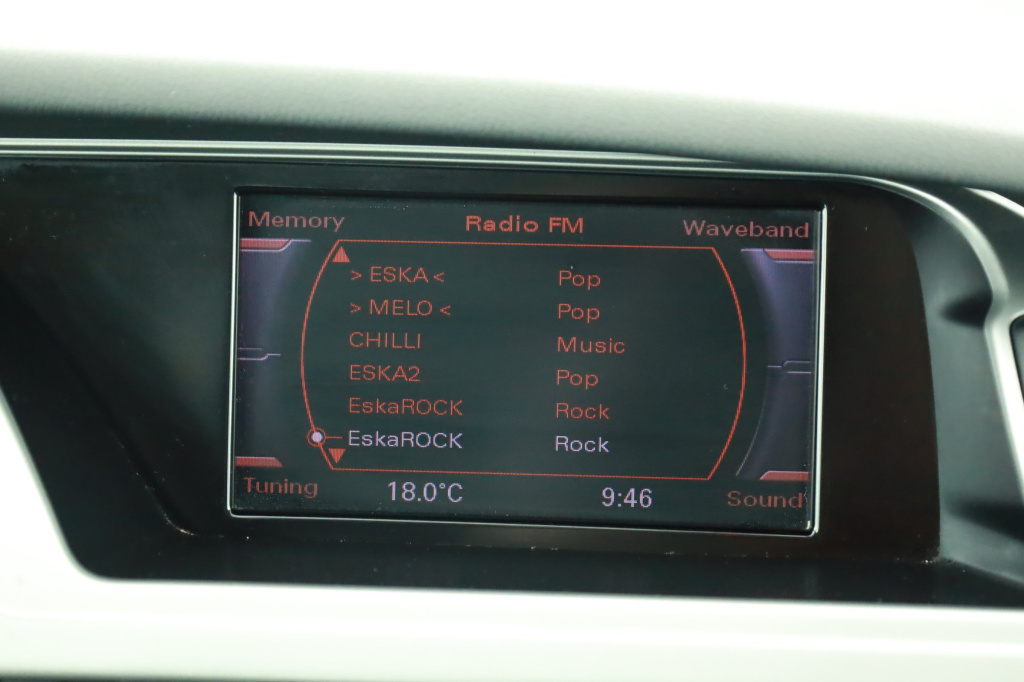 Memory Radio FM Waveband
> ESKA < Pop
> MELO < Pop
CHILLI Music
ESKA2 Pop
EskaROCK Rock
EskaROCK Rock
Tuning 18.0°C 9:46 Sound